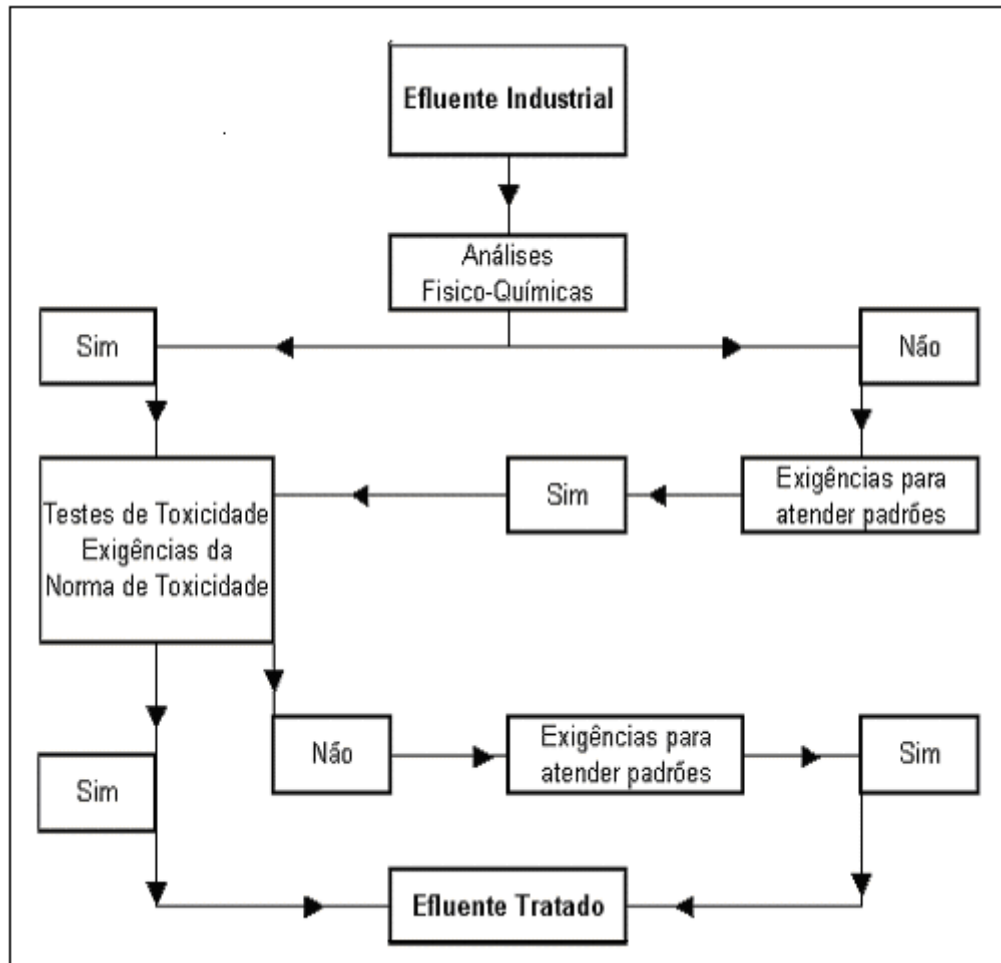 Efluente Industrial
Análises
Fisico-Químicas
Sim
Não
Testes de Toxicidade
Exigências da
Norma de Toxicidade
Sim
Exigências para
atender padrões
Sim
Não
Exigências para
atender padrões
Sim
Efluente Tratado